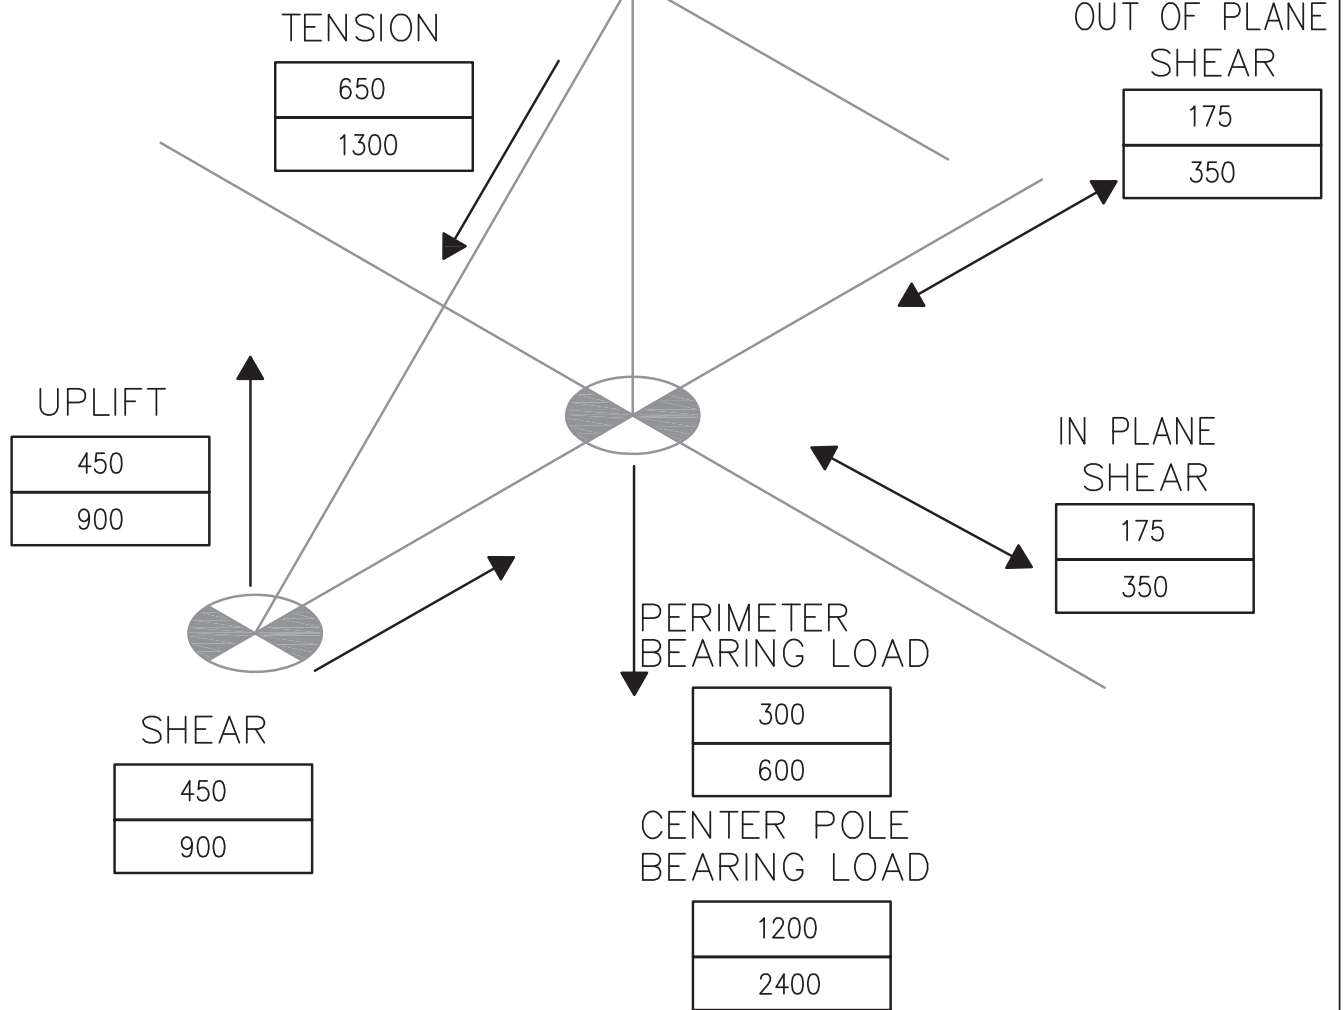 TENSION
650
1300
OUT OF PLANE
SHEAR
175
350
UPLIFT
450
900
IN PLANE
SHEAR
175
350
PERIMETER
BEARING LOAD
300
600
SHEAR
450
900
CENTER POLE
BEARING LOAD
1200
2400